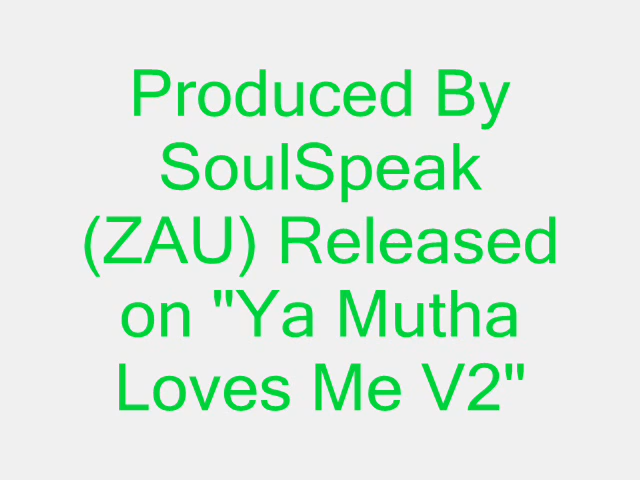 Produced By
SoulSpeak
(ZAU) Released
on "Ya Mutha
Loves Me V2"